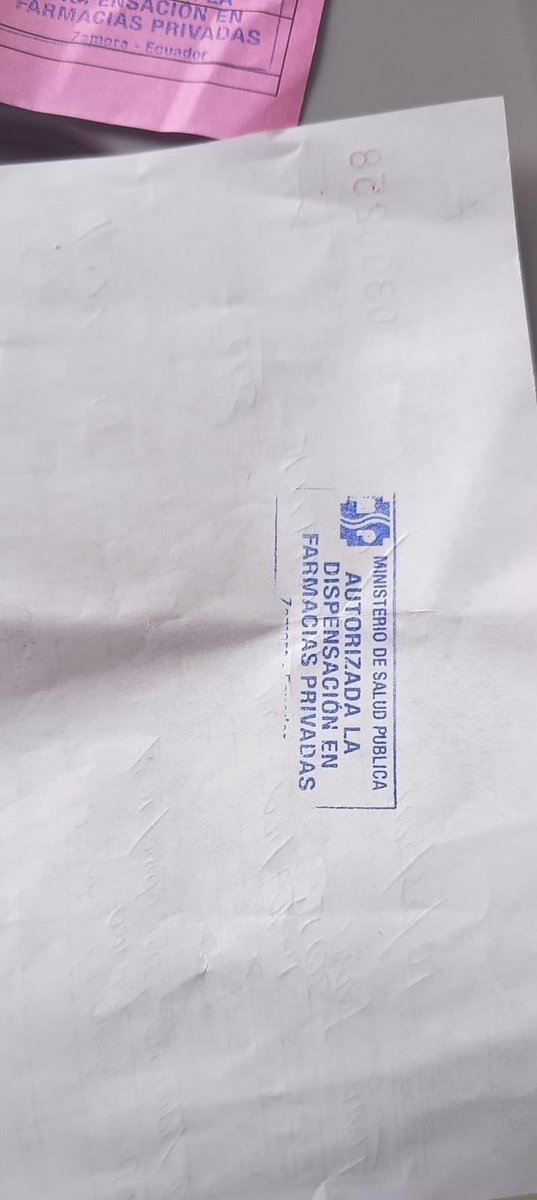 FARMACIAS PRIVADAS
Zamora - Ecuador
MINISTERIO DE SALUD PUBLICA
AUTORIZADA LA
DISPENSACIÓN EN
FARMACIAS PRIVADAS